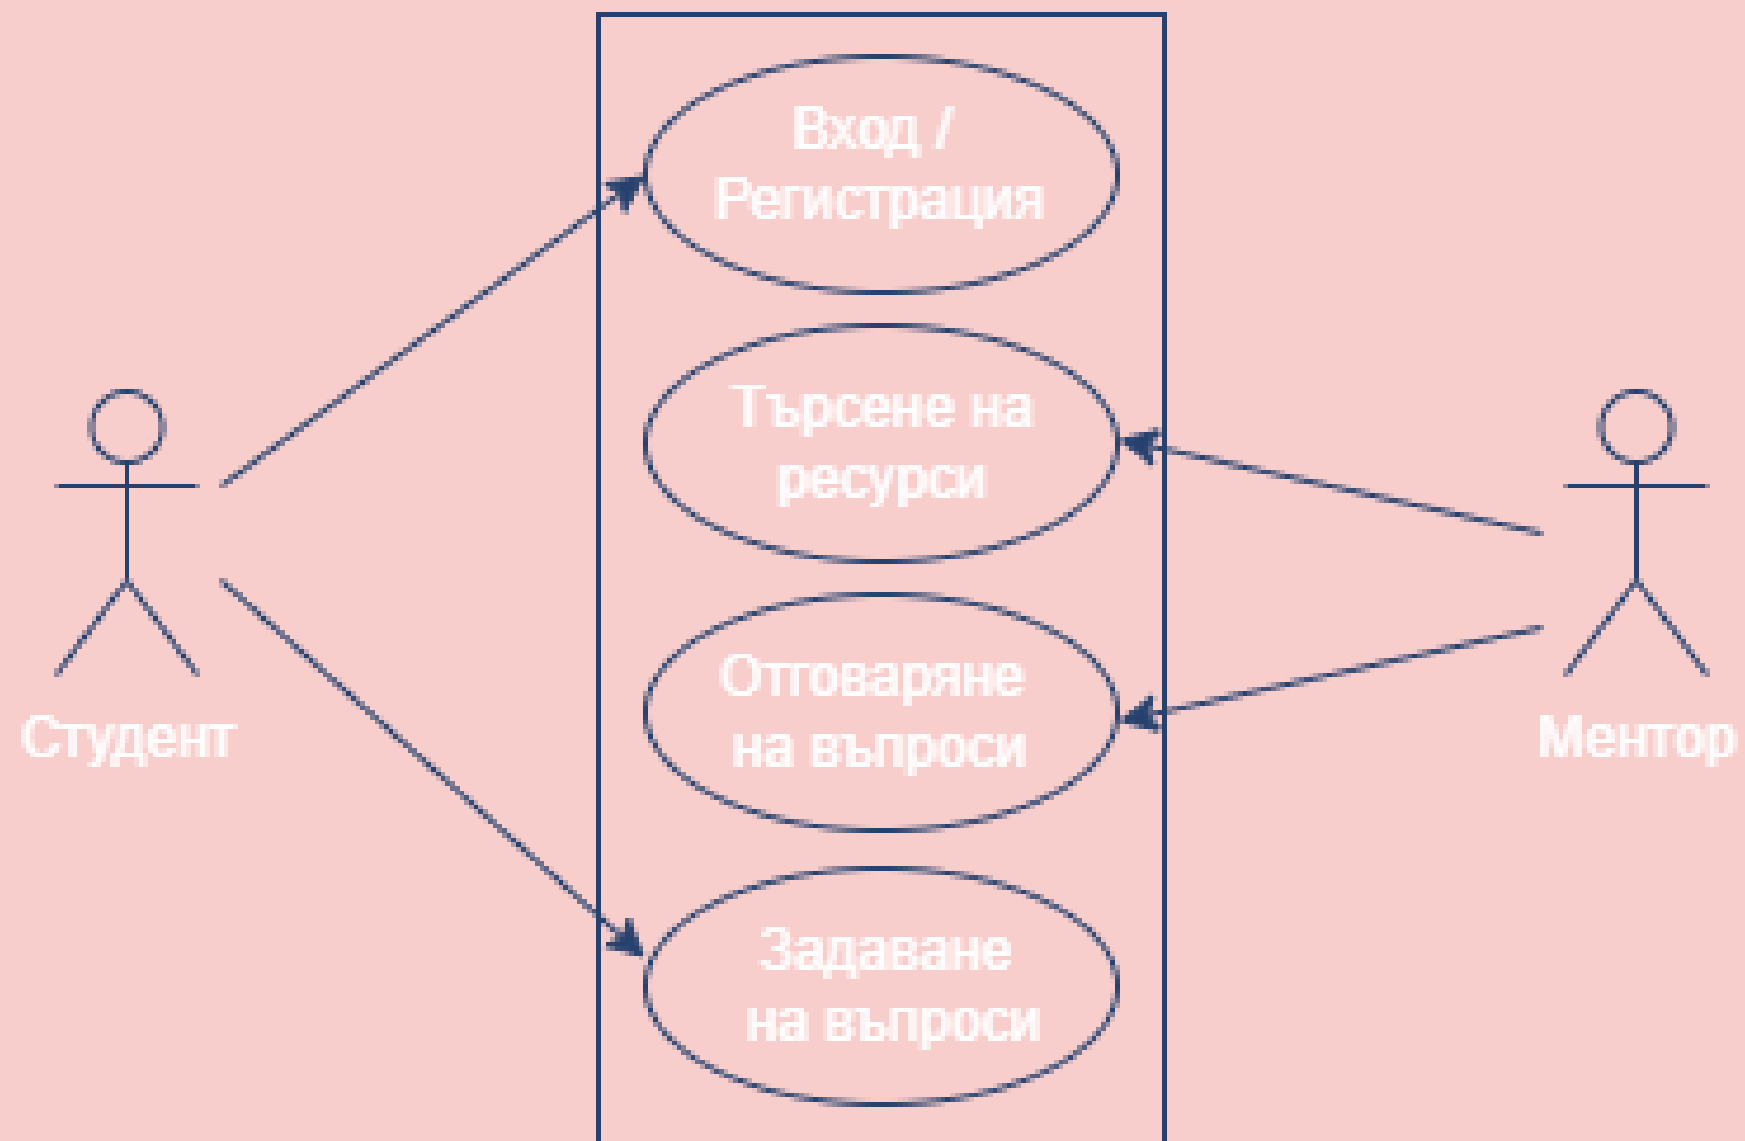 Вход /
Регистрация
Търсене на
ресурси
Отговаряне
на въпроси
Студент
Ментор
Задаване
на въпроси